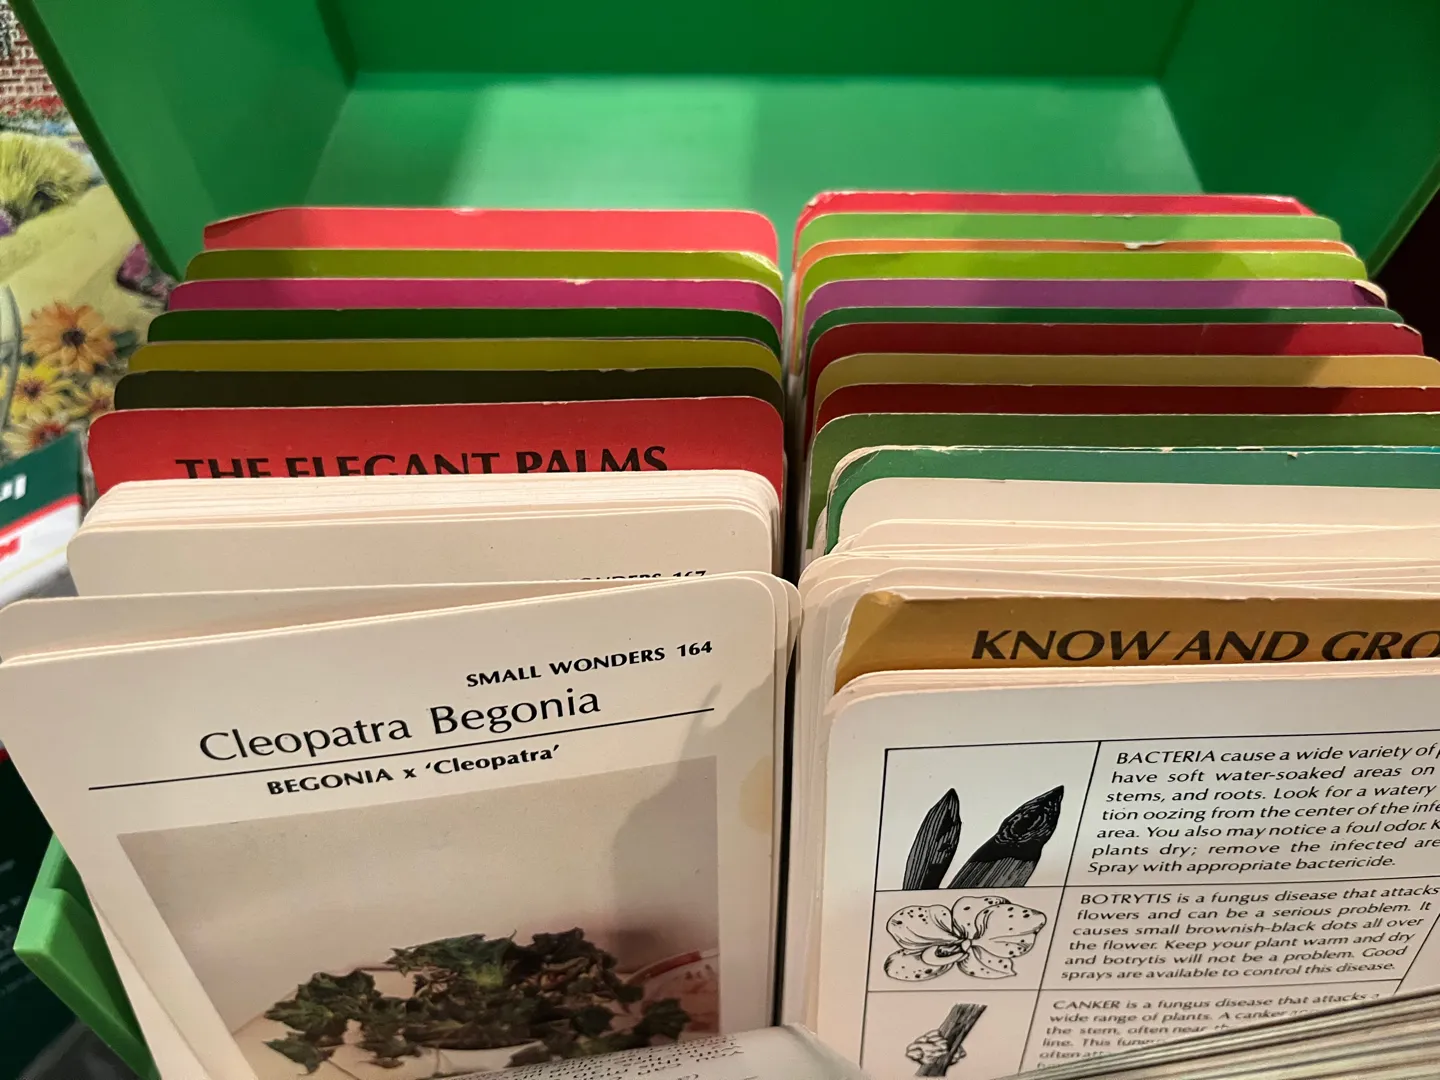 THE ELEGANT PALMS
WONDERS 167
SMALL WONDERS 164
Cleopatra Begonia
BEGONIA x ‘Cleopatra’
KNOW AND GRO
BACTERIA cause a wide variety of
have soft water-soaked areas on
stems, and roots. Look for a watery
tion oozing from the center of the infe
area. You also may notice a foul odor. K
plants dry; remove the infected are
Spray with appropriate bactericide.
BOTRYTIS is a fungus disease that attacks
flowers and can be a serious problem. It
causes small brownish-black dots all over
the flower. Keep your plant warm and dry
and botrytis will not be a problem. Good
sprays are available to control this disease.
CANKER is a fungus disease that attacks a
wide range of plants. A canker
the stem, often near
line. This
often